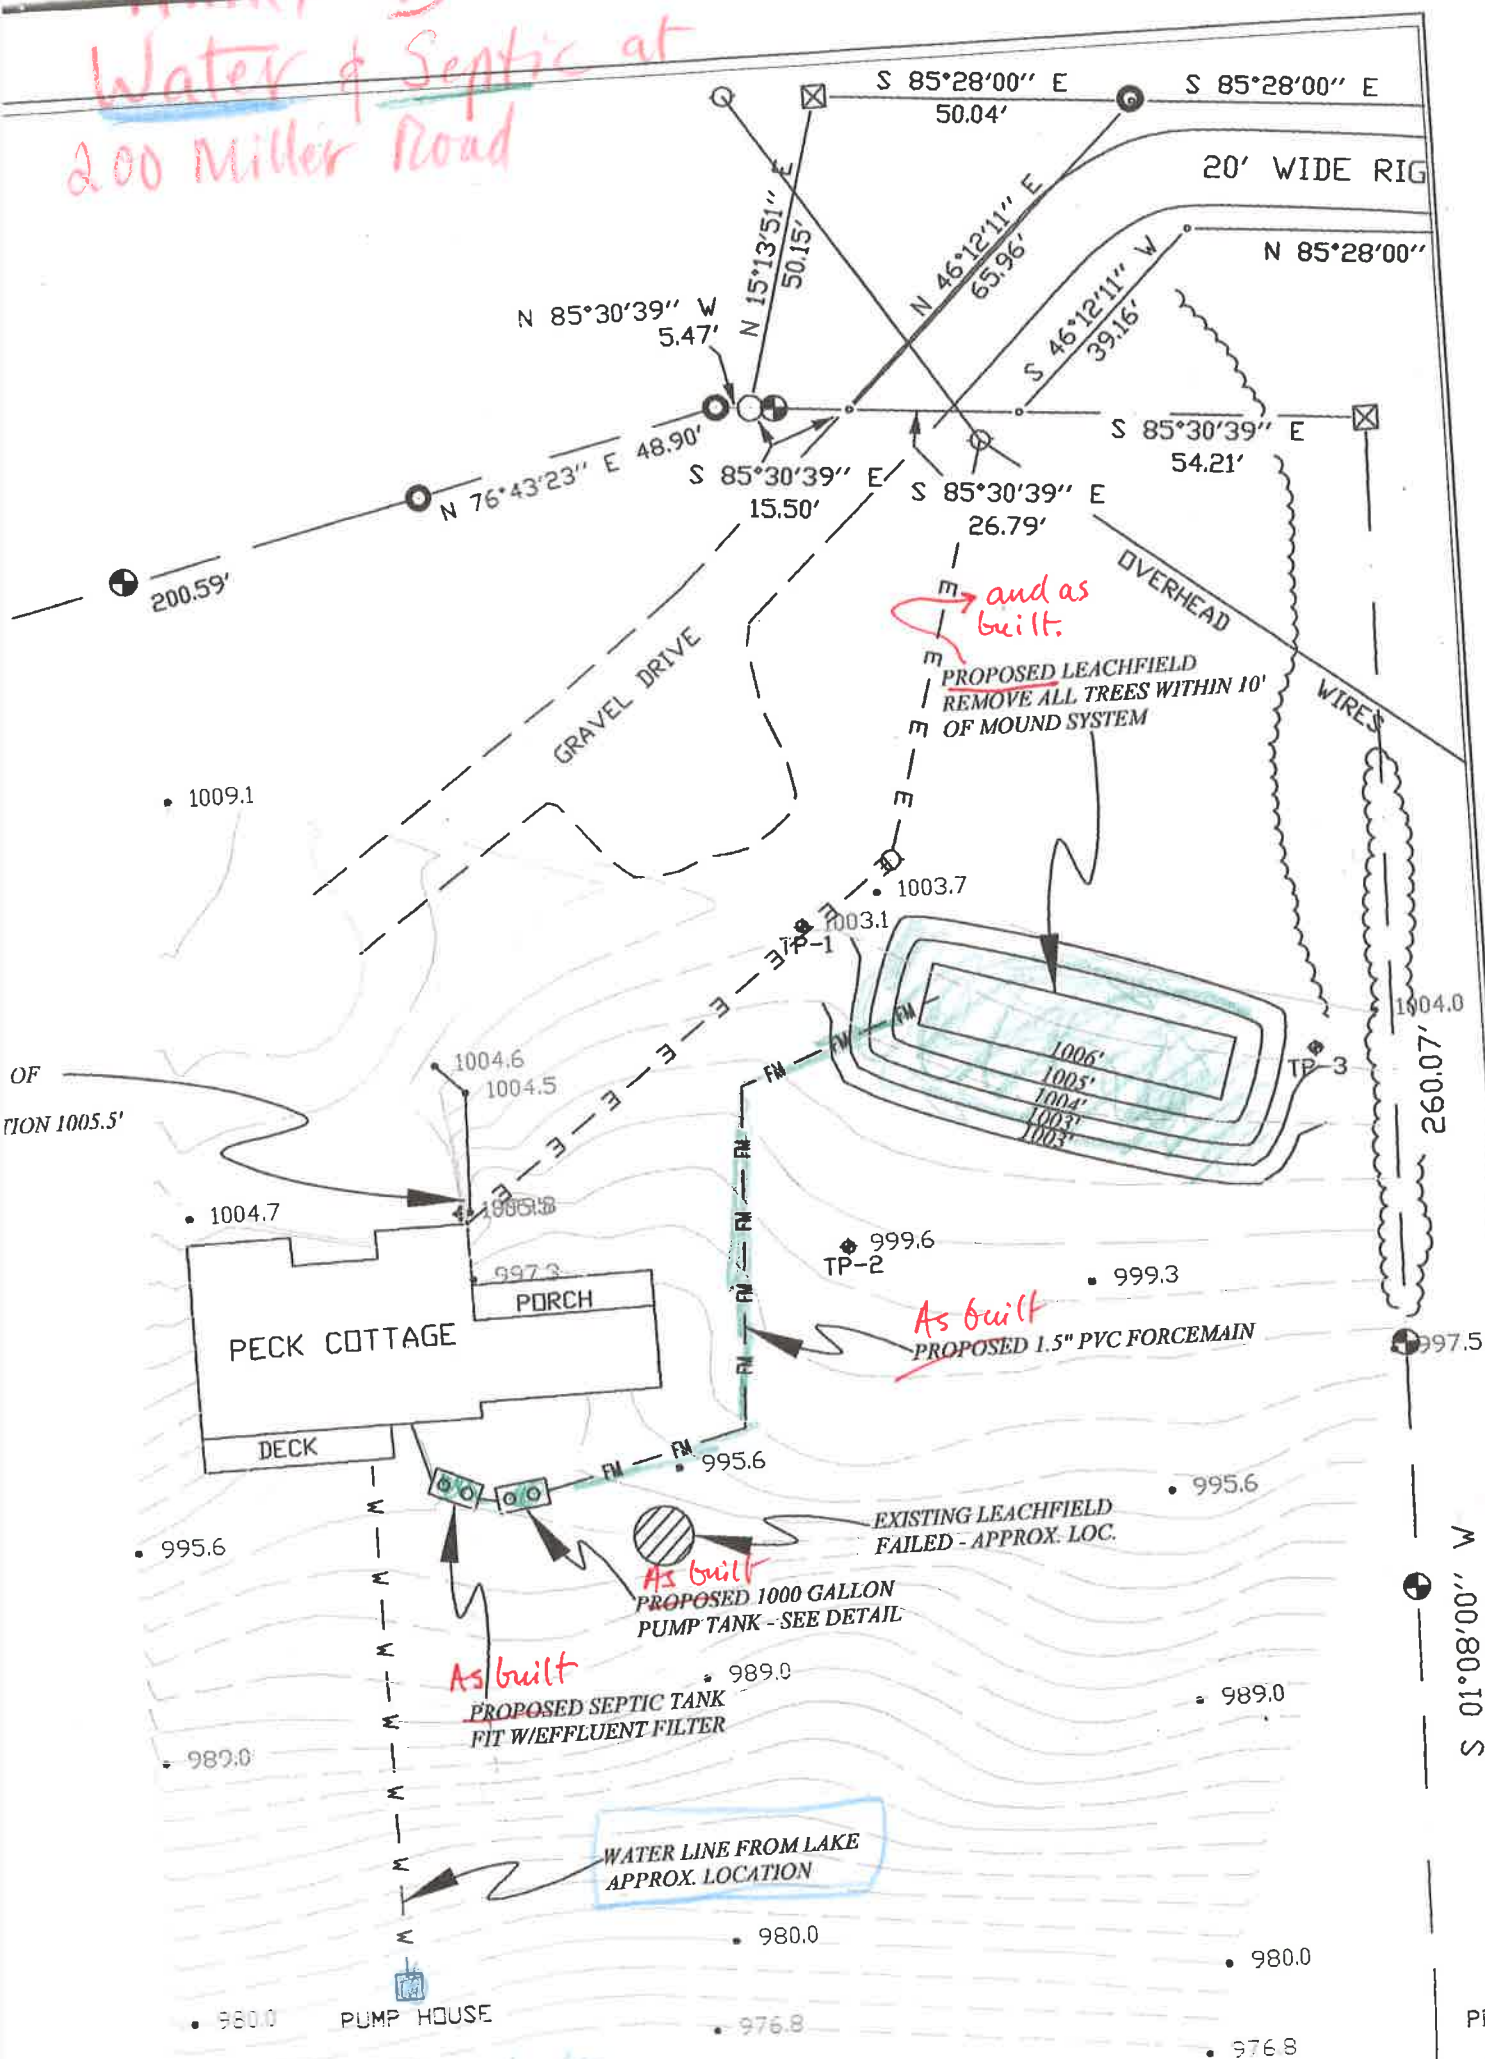 Water & Septic at
200 Miller Road
S 85°28'00" E
50.04'
S 85°28'00" E
20' WIDE RIG
N 85°28'00"
N 15°13'51" E
50.15'
N 46°12'11" E
65.96'
S 46°12'11" W
39.16'
N 85°30'39" W
5.47'
N 76°43'23" E 48.90'
200.59'
S 85°30'39" E
15.50'
S 85°30'39" E
26.79'
S 85°30'39" E
54.21'
OVERHEAD
WIRES
GRAVEL DRIVE
E
E
E
E
E
and as
built.
PROPOSED LEACHFIELD
REMOVE ALL TREES WITHIN 10'
OF MOUND SYSTEM
1009.1
1003.7
1003.1
TP-1
E
E
E
E
E
E
E
FM
FM
FM
1006'
1005'
1004'
1003'
1003'
1004.0
TP-3
260.07'
1004.6
1004.5
OF
TION 1005.5'
1004.7
997.3
PORCH
PECK COTTAGE
DECK
FM
FM
FM
FM
999.6
TP-2
999.3
As built
PROPOSED 1.5" PVC FORCEMAIN
997.5
FM
FM
995.6
995.6
995.6
EXISTING LEACHFIELD
FAILED - APPROX. LOC.
As built
PROPOSED 1000 GALLON
PUMP TANK - SEE DETAIL
As built
PROPOSED SEPTIC TANK
FIT W/EFFLUENT FILTER
989.0
989.0
989.0
S 01°08'00" W
W
W
W
W
W
W
W
W
WATER LINE FROM LAKE
APPROX. LOCATION
980.0
980.0
980.0
PUMP HOUSE
976.8
976.8